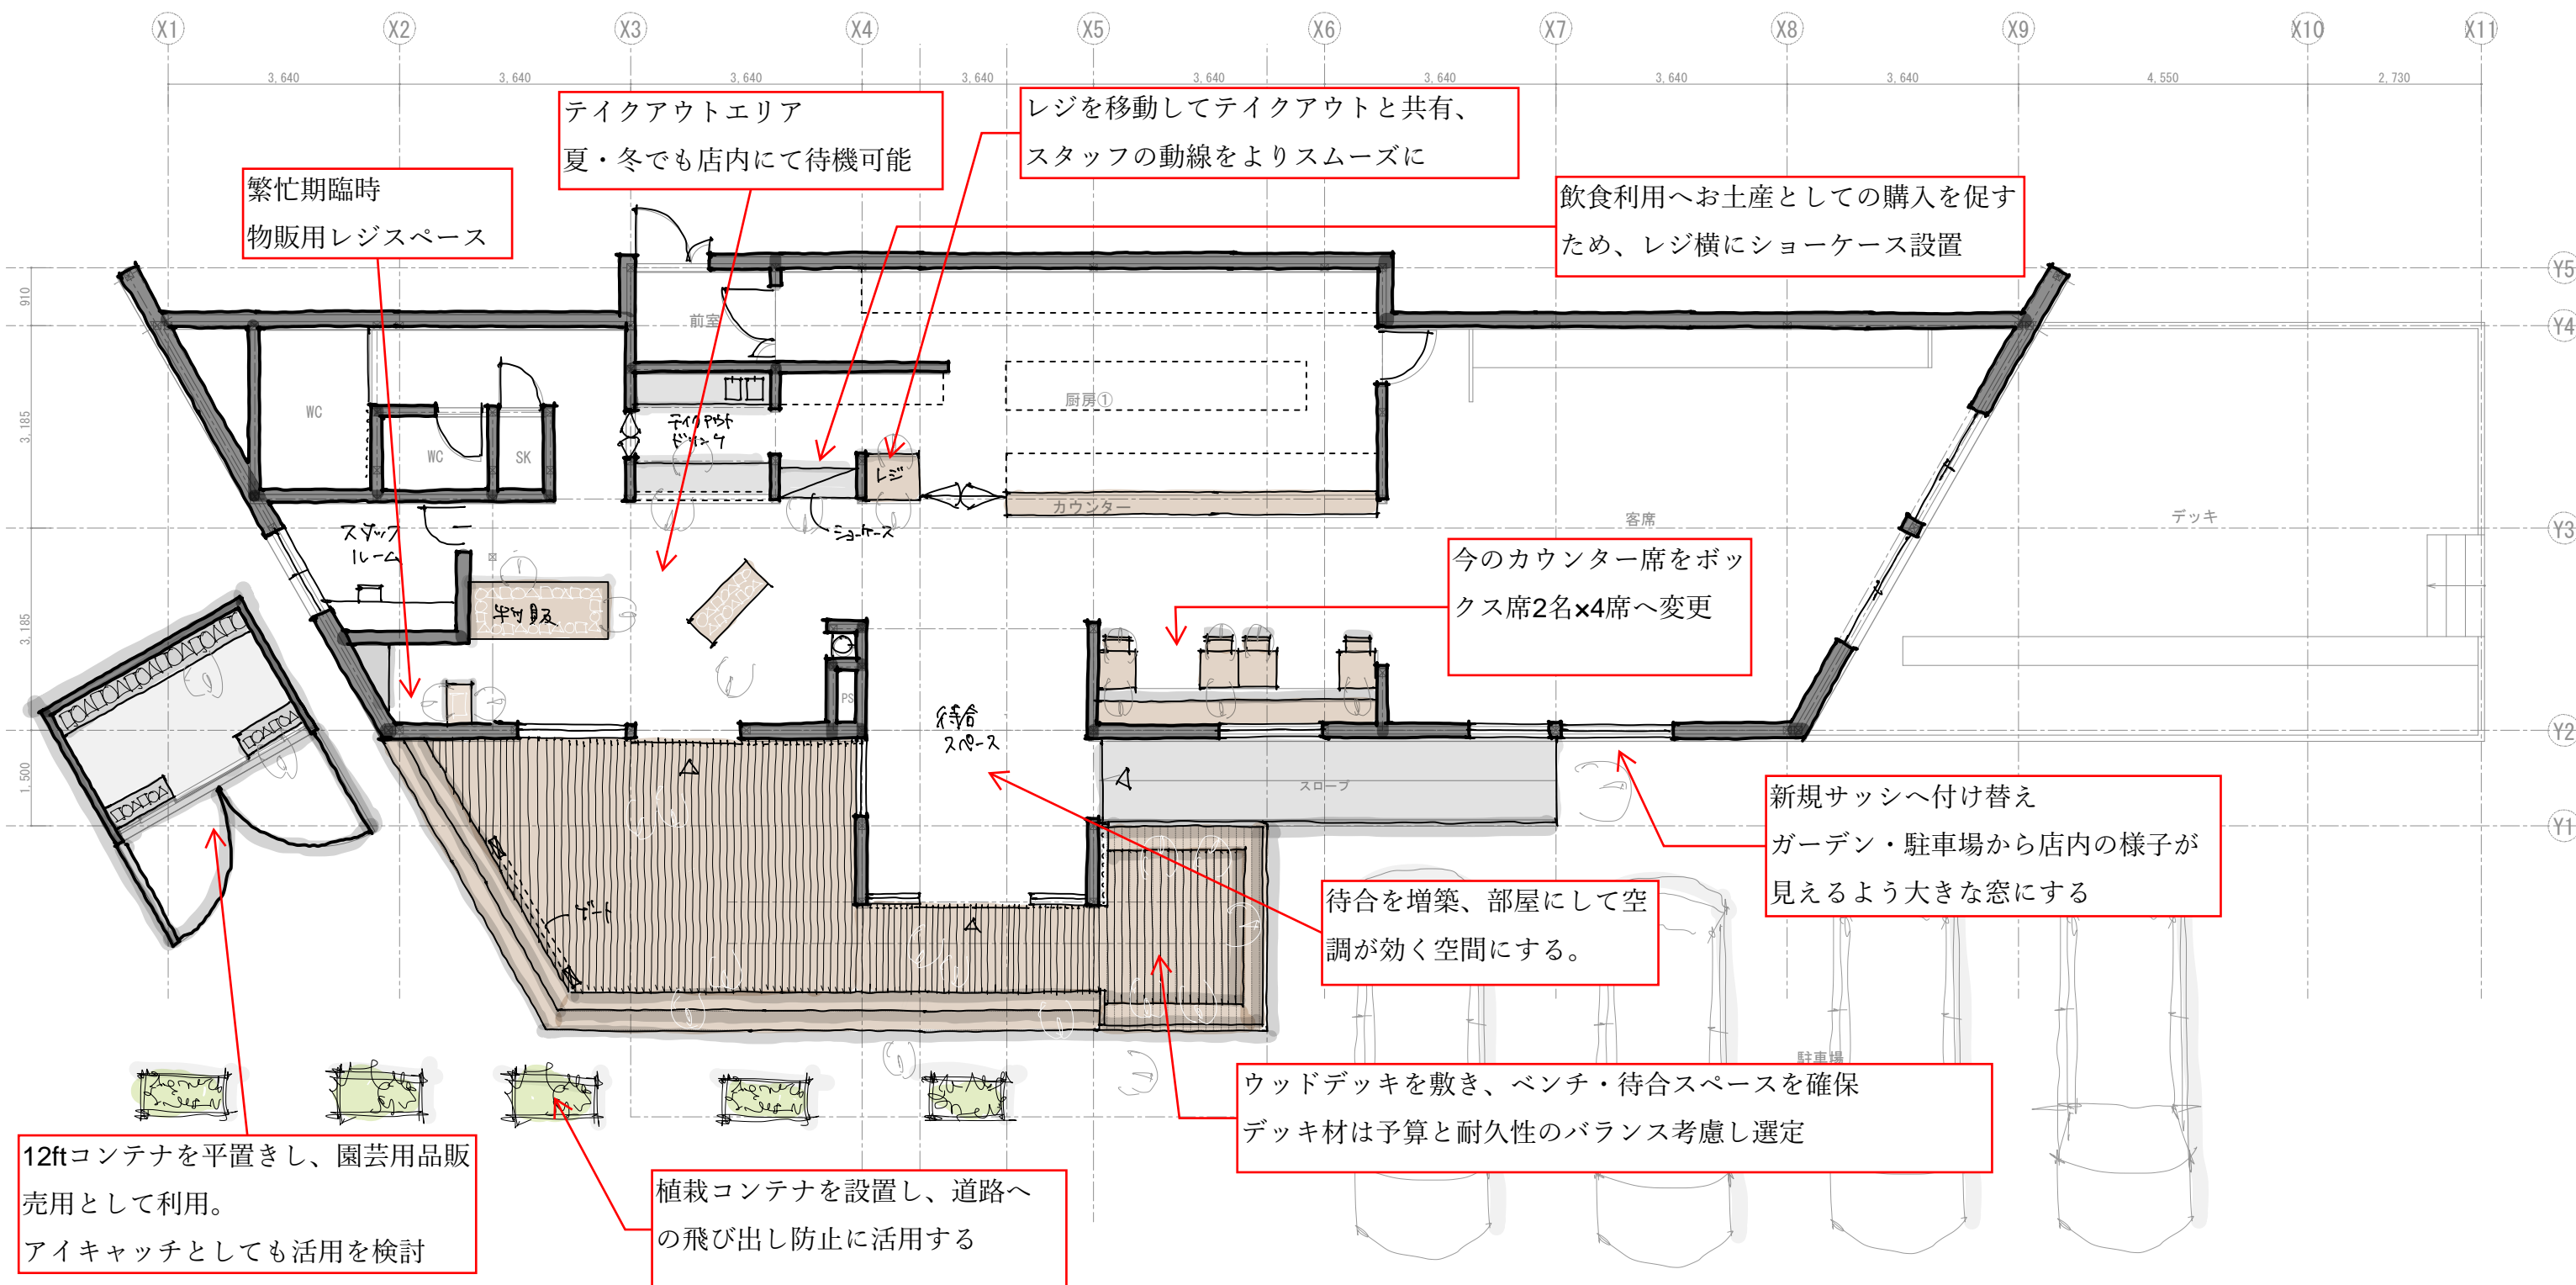 X1 X2 X3 X4 X5 X6 X7 X8 X9 X10 X11
3,640 3,640 3,640 3,640 3,640 3,640 3,640 3,640 4,550 2,730
テイクアウトエリア
夏・冬でも店内にて待機可能
レジを移動してテイクアウトと共有、
スタッフの動線をよりスムーズに
繁忙期臨時
物販用レジスペース
飲食利用へお土産としての購入を促す
ため、レジ横にショーケース設置
Y5
910
Y4
前室
WC
厨房①
3,185
テイクアウト
ドリンク
WC
SK
レジ
カウンター
客席
デッキ
Y3
スタッフ
ルーム
ショーケース
今のカウンター席をボッ
クス席2名×4席へ変更
物販
3,185
PS
待合
スペース
Y2
1,500
スロープ
新規サッシへ付け替え
ガーデン・駐車場から店内の様子が
見えるよう大きな窓にする
Y1
待合を増築、部屋にして空
調が効く空間にする。
ゲート
駐車場
ウッドデッキを敷き、ベンチ・待合スペースを確保
デッキ材は予算と耐久性のバランス考慮し選定
12ftコンテナを平置きし、園芸用品販
売用として利用。
アイキャッチとしても活用を検討
植栽コンテナを設置し、道路へ
の飛び出し防止に活用する